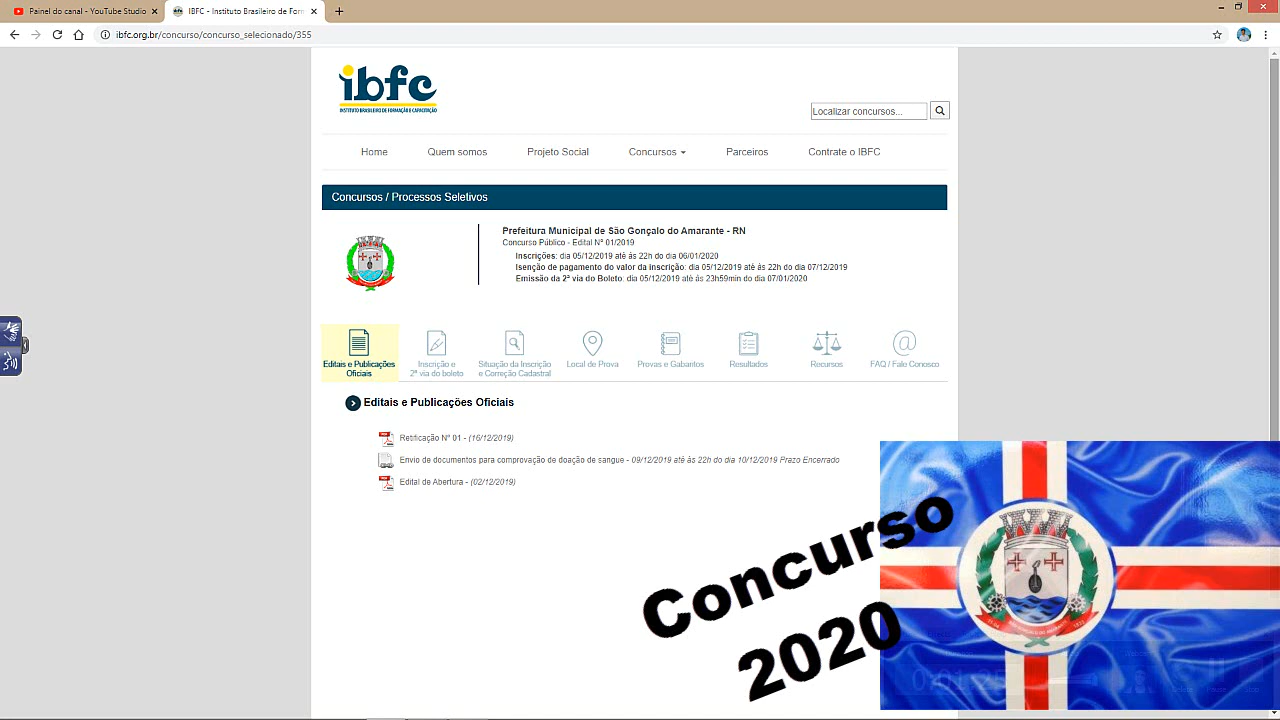 Painel do canal - YouTube Studio
IBFC - Instituto Brasileiro de Form
ibfc.org.br/concurso/concurso_selecionado/355
ibfc
INSTITUTO BRASILEIRO DE FORMAÇÃO E CAPACITAÇÃO
Localizar concursos...
Home
Quem somos
Projeto Social
Concursos
Parceiros
Contrate o IBFC
Concursos / Processos Seletivos
Prefeitura Municipal de São Gonçalo do Amarante - RN
Concurso Público - Edital Nº 01/2019
Inscrições: dia 05/12/2019 até às 22h do dia 06/01/2020
Isenção de pagamento do valor da inscrição: dia 05/12/2019 até às 22h do dia 07/12/2019
Emissão da 2ª via do Boleto: dia 05/12/2019 até às 23h59min do dia 07/01/2020
Editais e Publicações
Oficiais
Inscrição e
2ª via do boleto
Situação da Inscrição
e Correção Cadastral
Local de Prova
Provas e Gabaritos
Resultados
Recursos
FAQ / Fale Conosco
Editais e Publicações Oficiais
Retificação Nº 01 - (16/12/2019)
Envio de documentos para comprovação de doação de sangue - 09/12/2019 até às 22h do dia 10/12/2019 Prazo Encerrado
Edital de Abertura - (02/12/2019)
Concurso
2020